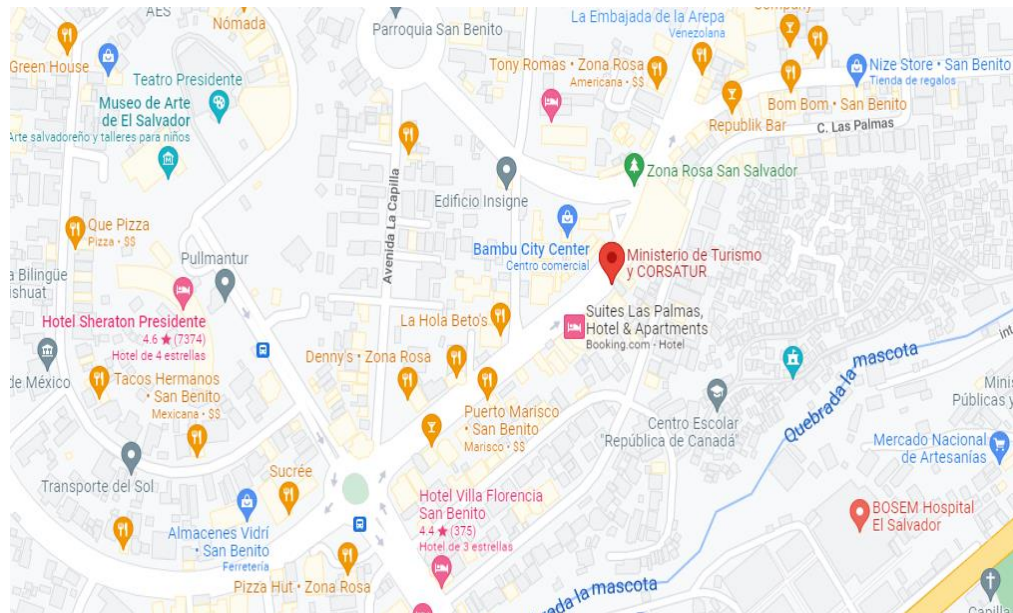 AES
Nómada
Parroquia San Benito
La Embajada de la Arepa
Venezolana
Company
Green House
Teatro Presidente
Tony Romas • Zona Rosa
Americana • $$
Nize Store • San Benito
Tienda de regalos
Museo de Arte
de El Salvador
Arte salvadoreño y talleres para niños
Republik Bar
Bom Bom • San Benito
C. Las Palmas
Zona Rosa San Salvador
Edificio Insigne
Avenida La Capilla
Que Pizza
Pizza • $$
Pullmantur
Bambu City Center
Centro comercial
Ministerio de Turismo
y CORSATUR
a Bilingüe
Hotel Sheraton Presidente
4.6 ★ (7374)
Hotel de 4 estrellas
La Hola Beto's
Suites Las Palmas,
Hotel & Apartments
Booking.com - Hotel
Denny's • Zona Rosa
de México
Tacos Hermanos
• San Benito
Mexicana • $$
Puerto Marisco
• San Benito
Marisco • $$
Centro Escolar
"República de Canadá"
Quebrada la mascota
Minis
Públicas y
Mercado Nacional
de Artesanías
Transporte del Sol
Sucrée
Hotel Villa Florencia
San Benito
4.4 ★ (375)
Hotel de 3 estrellas
BOSEM Hospital
El Salvador
Almacenes Vidrí
• San Benito
Ferretería
Pizza Hut • Zona Rosa
Quebrada la mascota
Capilla